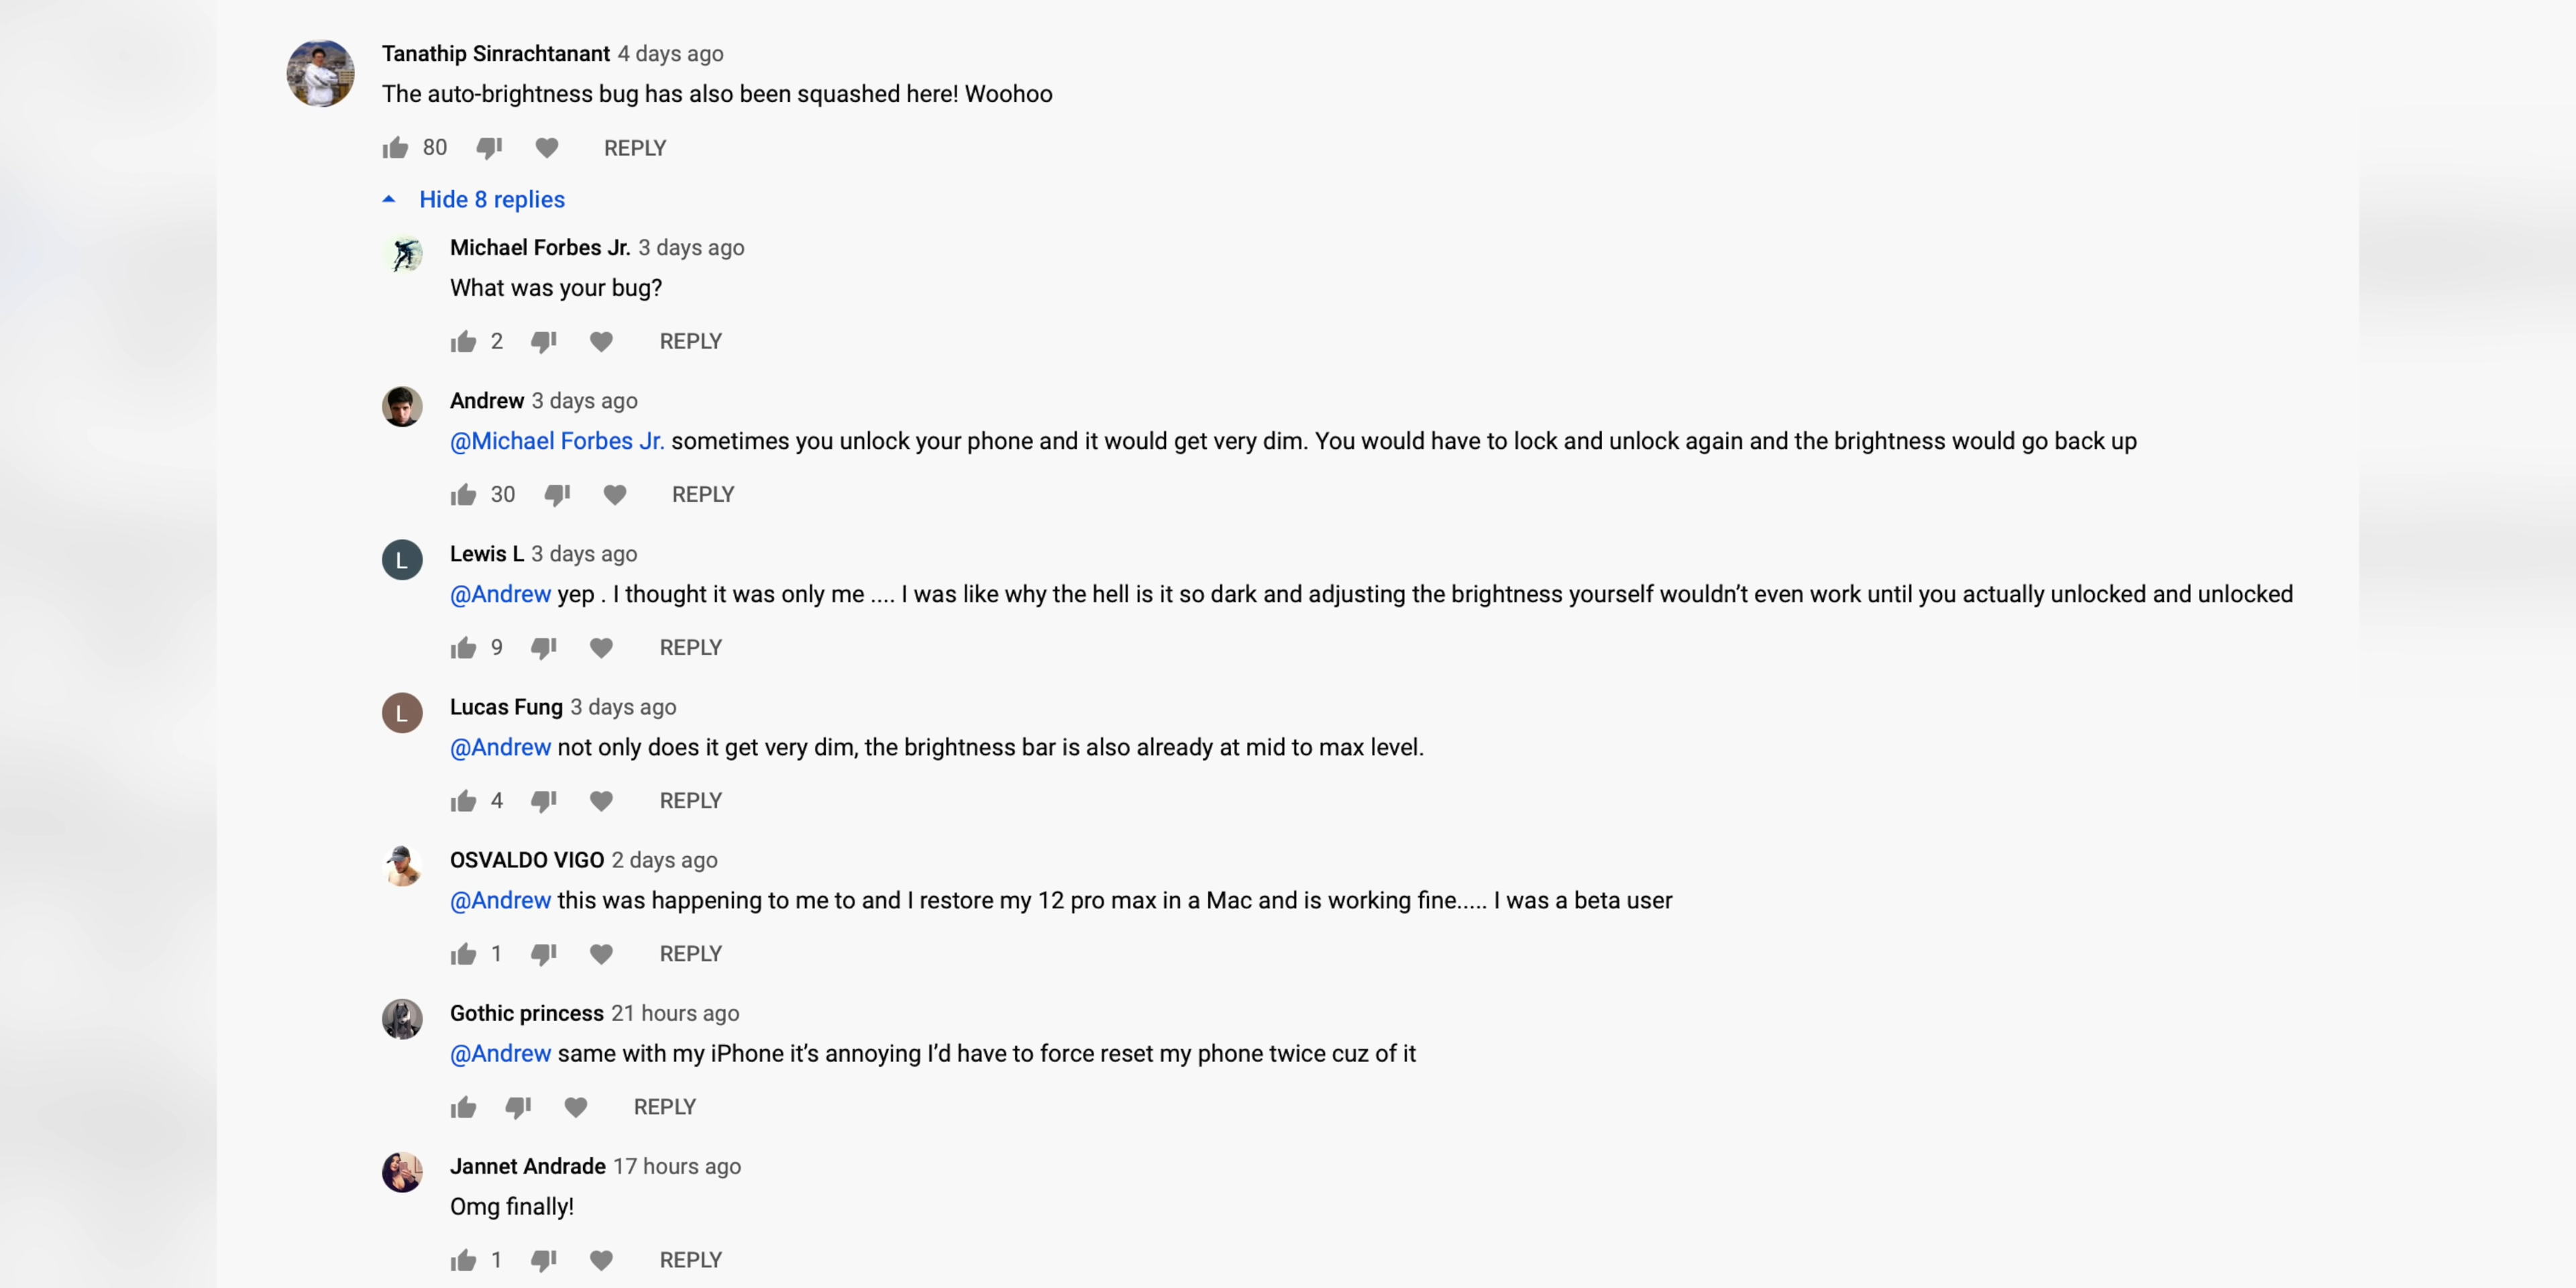 Tanathip Sinrachtanant 4 days ago
The auto-brightness bug has also been squashed here! Woohoo
80 REPLY
Hide 8 replies
Michael Forbes Jr. 3 days ago
What was your bug?
2 REPLY
Andrew 3 days ago
@Michael Forbes Jr. sometimes you unlock your phone and it would get very dim. You would have to lock and unlock again and the brightness would go back up
30 REPLY
L
Lewis L 3 days ago
@Andrew yep . I thought it was only me .... I was like why the hell is it so dark and adjusting the brightness yourself wouldn’t even work until you actually unlocked and unlocked
9 REPLY
L
Lucas Fung 3 days ago
@Andrew not only does it get very dim, the brightness bar is also already at mid to max level.
4 REPLY
OSVALDO VIGO 2 days ago
@Andrew this was happening to me to and I restore my 12 pro max in a Mac and is working fine..... I was a beta user
1 REPLY
Gothic princess 21 hours ago
@Andrew same with my iPhone it’s annoying I’d have to force reset my phone twice cuz of it
REPLY
Jannet Andrade 17 hours ago
Omg finally!
1 REPLY